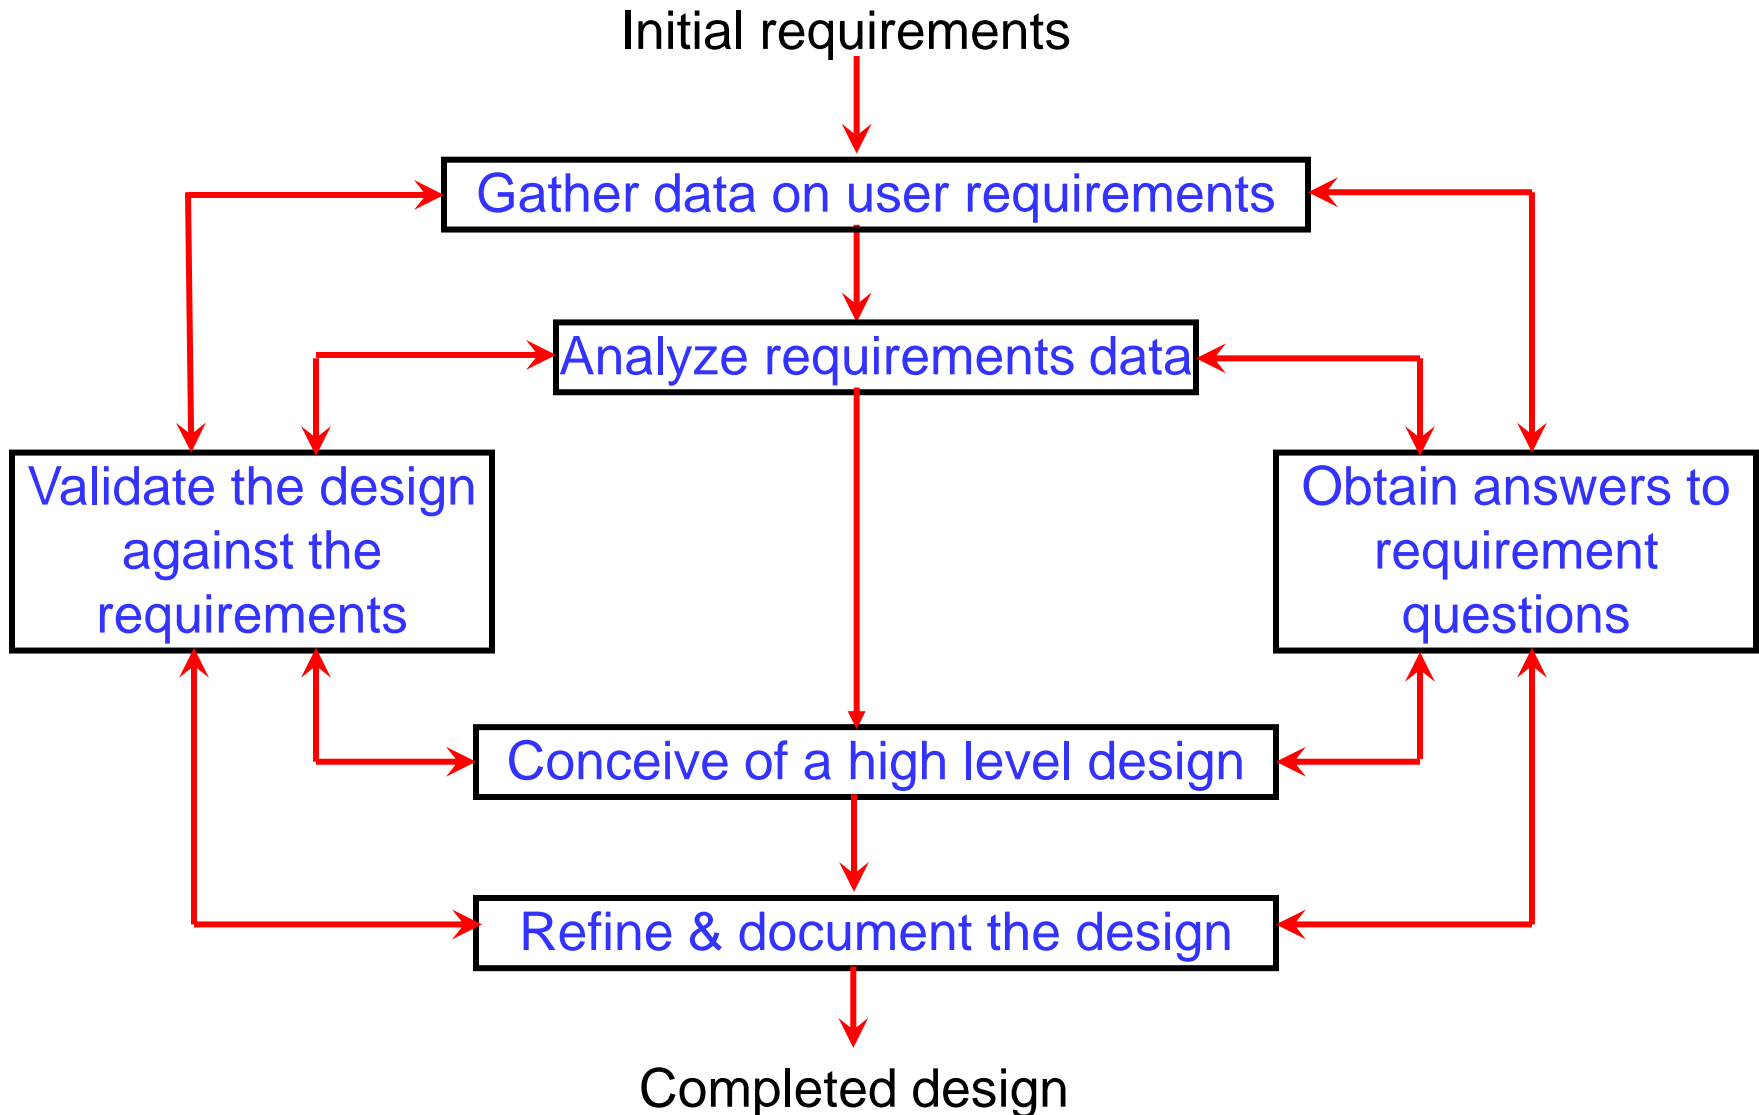 Initial requirements
Gather data on user requirements
Analyze requirements data
Validate the design
against the
requirements
Obtain answers to
requirement
questions
Conceive of a high level design
Refine & document the design
Completed design